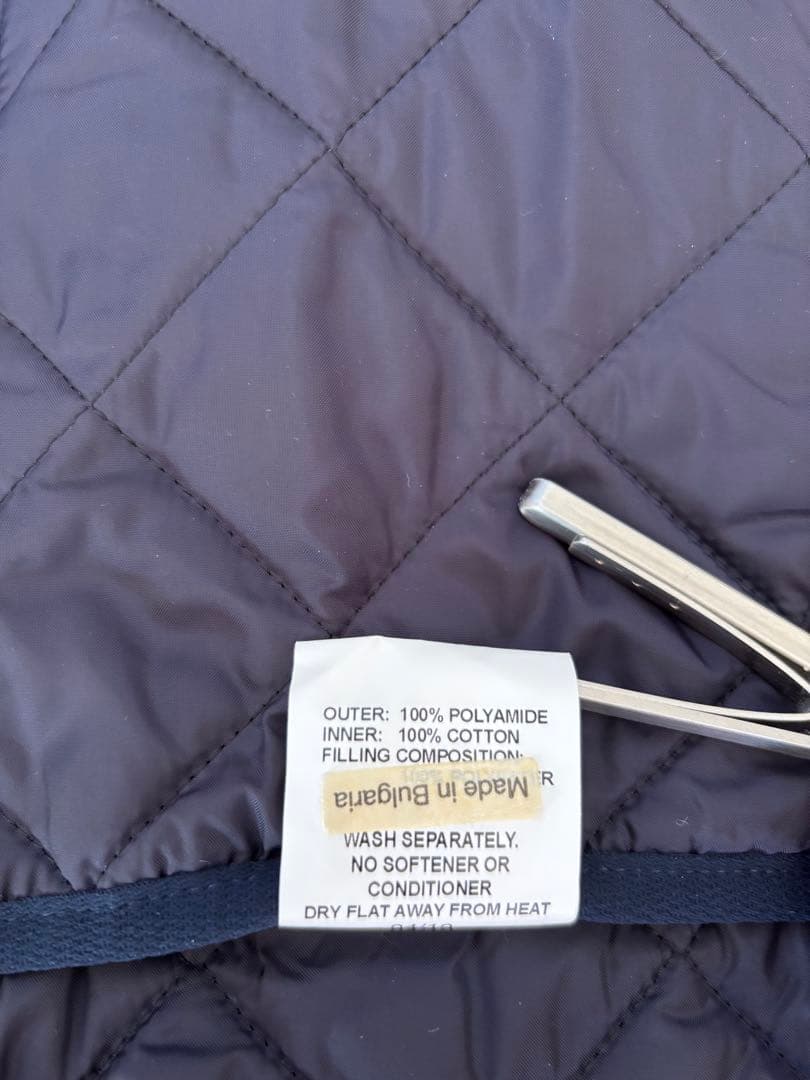 OUTER: 100% POLYAMIDE
INNER: 100% COTTON
FILLING COMPOSITION:
Made in Bulgaria
WASH SEPARATELY.
NO SOFTENER OR
CONDITIONER
DRY FLAT AWAY FROM HEAT